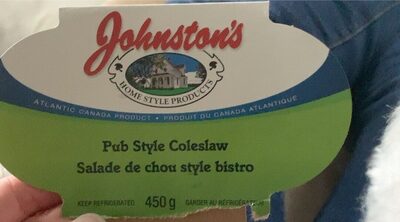 Johnston's
HOME STYLE PRODUCTS
ATLANTIC CANADA PRODUCT • PRODUIT DU CANADA ATLANTIQUE
Pub Style Coleslaw
Salade de chou style bistro
KEEP REFRIGERATED 450 g GARDER AU RÉFRIGÉRATEUR